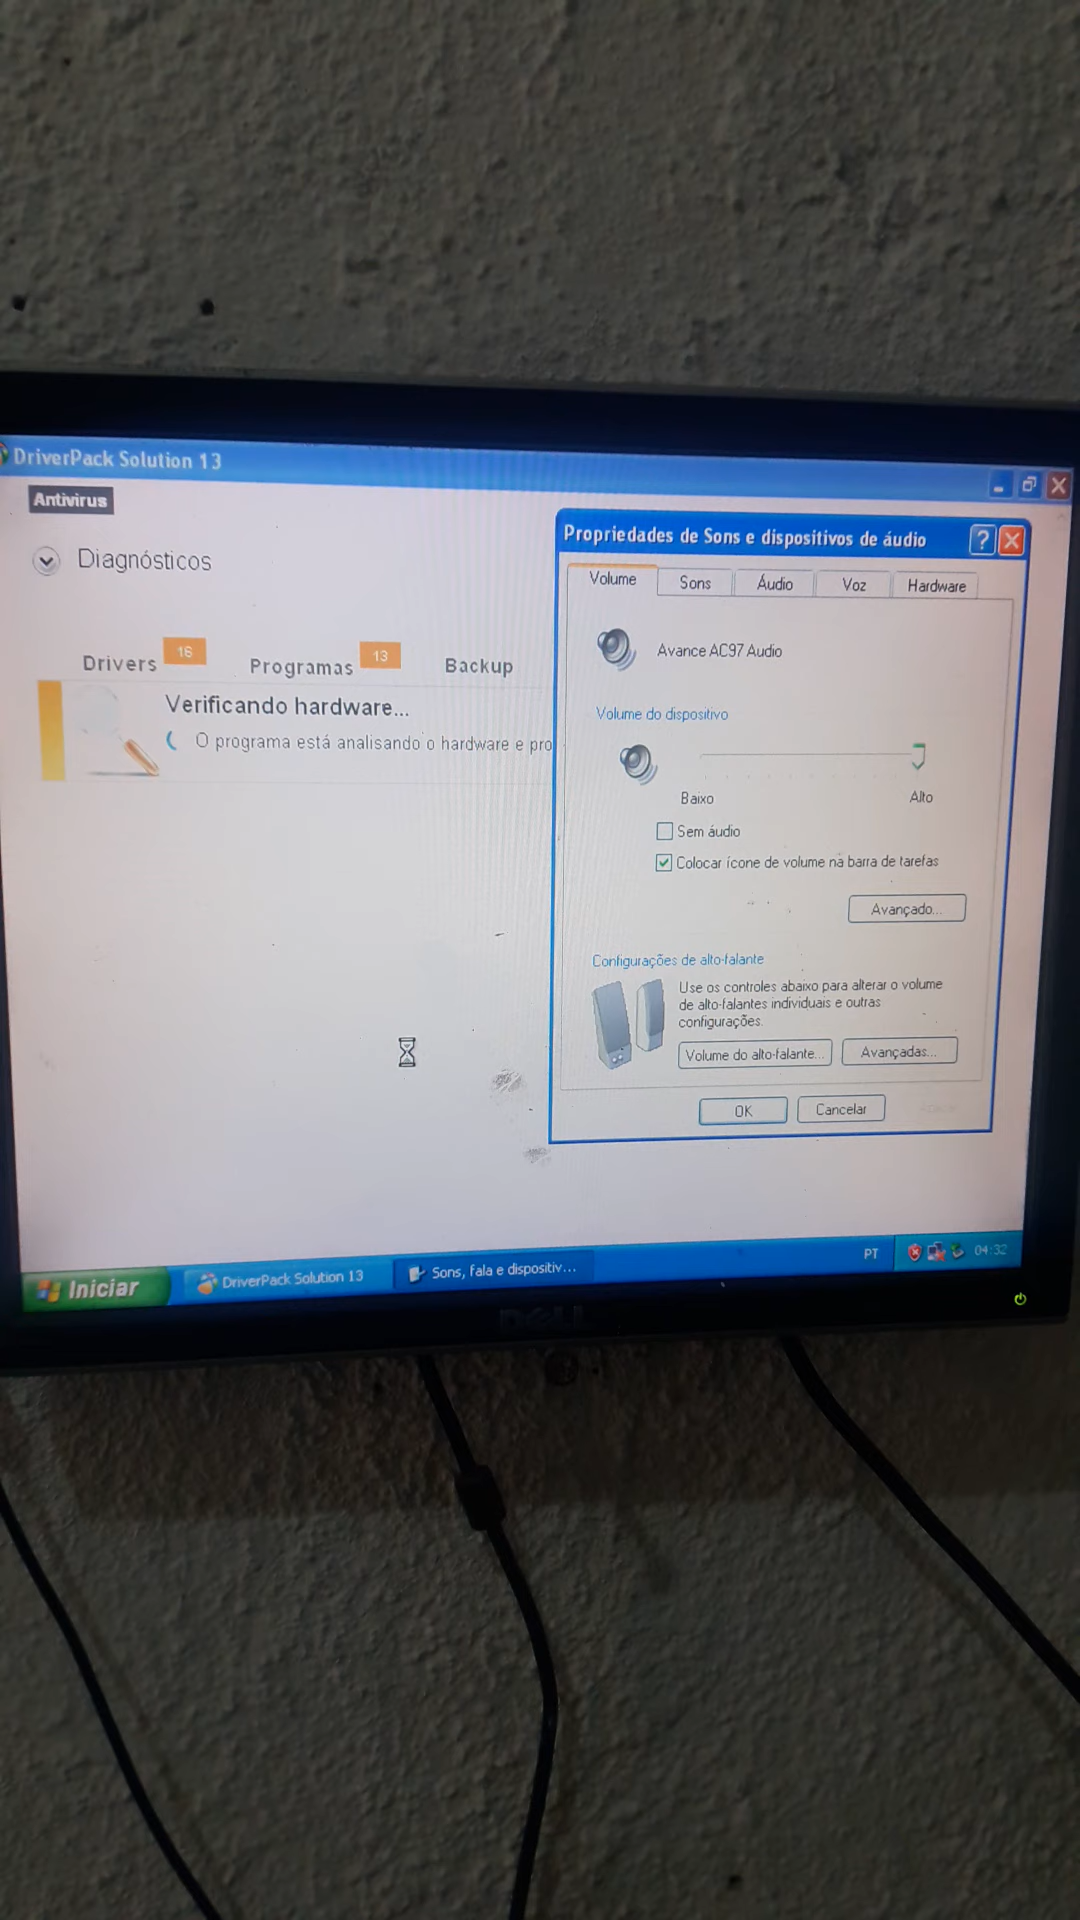 DriverPack Solution 13
Antivirus
Diagnósticos
Drivers 16 Programas 13 Backup
Verificando hardware...
O programa está analisando o hardware e pro
Propriedades de Sons e dispositivos de áudio
Volume Sons Áudio Voz Hardware
Avance AC97 Audio
Volume do dispositivo
Baixo Alto
Sem áudio
Colocar ícone de volume na barra de tarefas
Avançado...
Configurações de alto-falante
Use os controles abaixo para alterar o volume
de alto-falantes individuais e outras
configurações.
Volume do alto-falante... Avançadas...
OK Cancelar
Iniciar DriverPack Solution 13 Sons, fala e dispositiv... PT 04:32
DELL